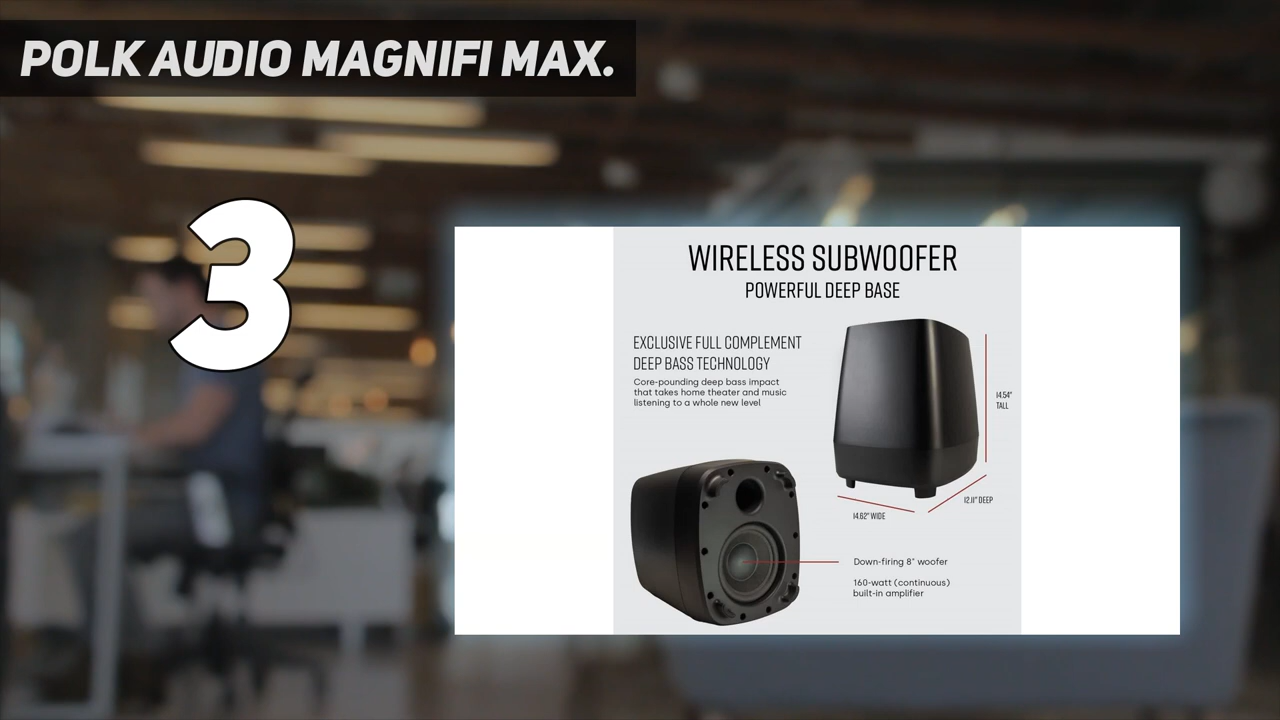 POLK AUDIO MAGNIFI MAX.
3
WIRELESS SUBWOOFER
POWERFUL DEEP BASE
EXCLUSIVE FULL COMPLEMENT
DEEP BASS TECHNOLOGY
Core-pounding deep bass impact
that takes home theater and music
listening to a whole new level
14.54"
TALL
12.11" DEEP
14.62" WIDE
Down-firing 8" woofer
160-watt (continuous)
built-in amplifier